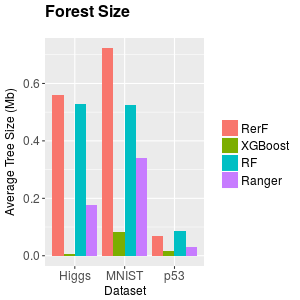 Forest Size
Average Tree Size (Mb)
0.6
0.4
0.2
0.0
Higgs
MNIST
p53
Dataset
RerF
XGBoost
RF
Ranger